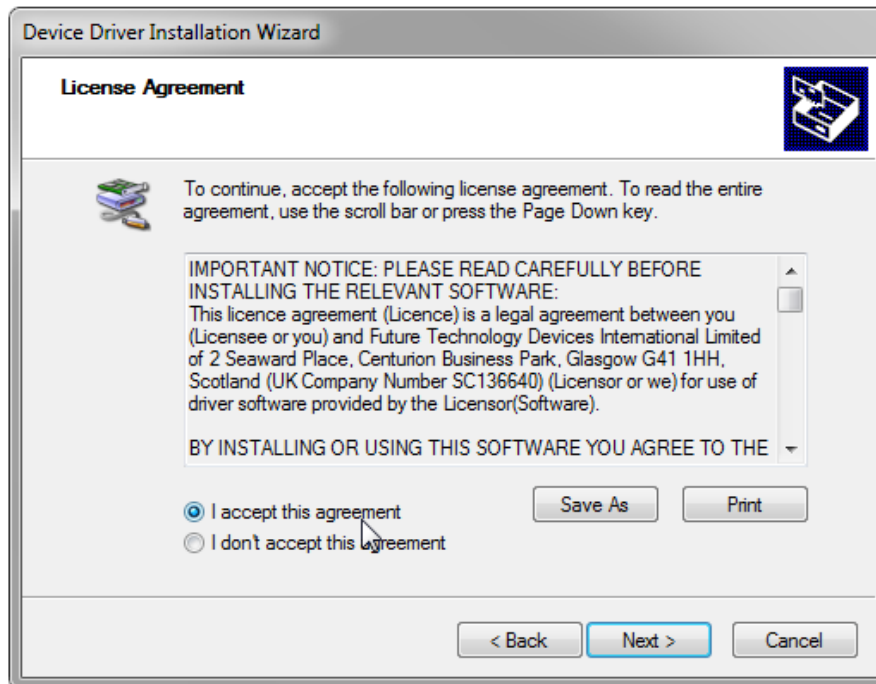 Device Driver Installation Wizard
License Agreement
To continue, accept the following license agreement. To read the entire
agreement, use the scroll bar or press the Page Down key.
IMPORTANT NOTICE: PLEASE READ CAREFULLY BEFORE
INSTALLING THE RELEVANT SOFTWARE:
This licence agreement (Licence) is a legal agreement between you
(Licensee or you) and Future Technology Devices International Limited
of 2 Seaward Place, Centurion Business Park, Glasgow G41 1HH,
Scotland (UK Company Number SC136640) (Licensor or we) for use of
driver software provided by the Licensor(Software).
BY INSTALLING OR USING THIS SOFTWARE YOU AGREE TO THE
I accept this agreement
Save As
Print
I don't accept this agreement
< Back
Next >
Cancel